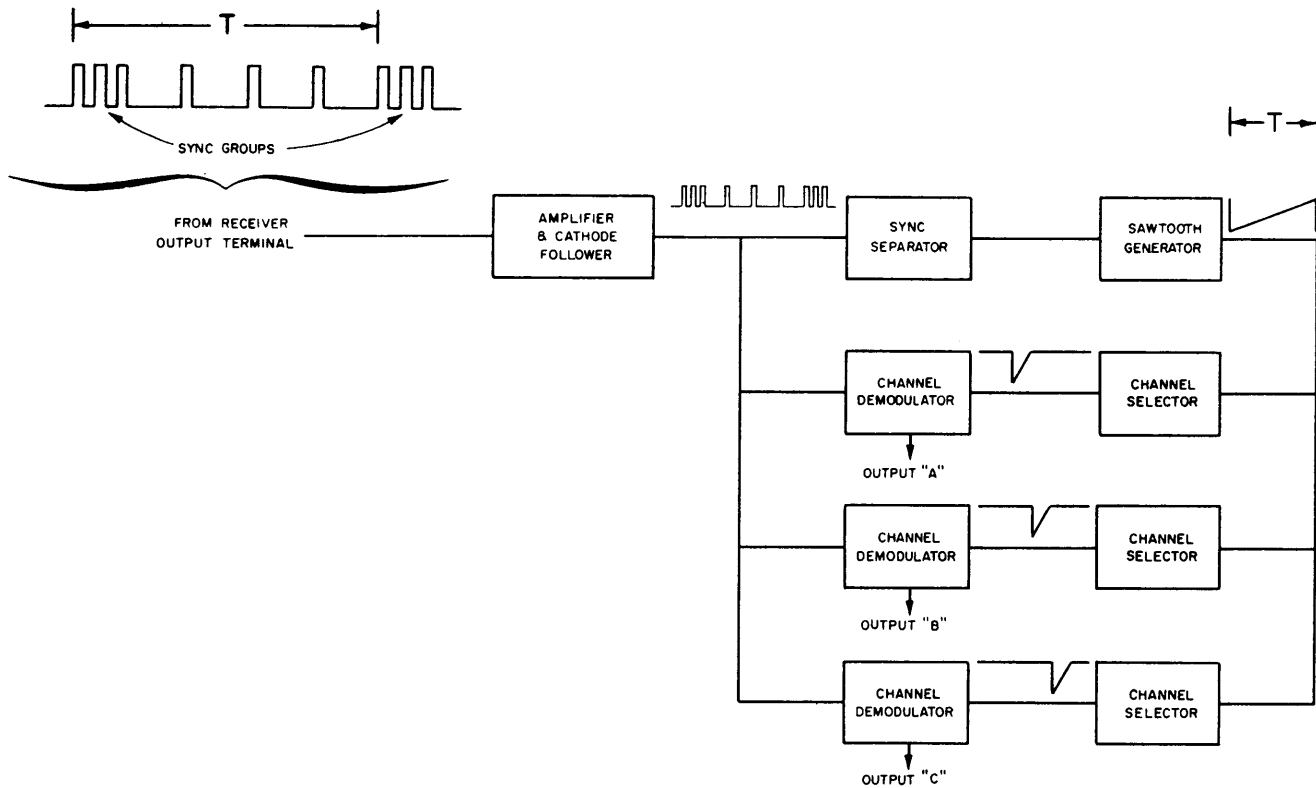 T
SYNC GROUPS
FROM RECEIVER
OUTPUT TERMINAL
AMPLIFIER
& CATHODE
FOLLOWER
SYNC
SEPARATOR
SAWTOOTH
GENERATOR
T
CHANNEL
DEMODULATOR
CHANNEL
SELECTOR
OUTPUT "A"
CHANNEL
DEMODULATOR
CHANNEL
SELECTOR
OUTPUT "B"
CHANNEL
DEMODULATOR
CHANNEL
SELECTOR
OUTPUT "C"